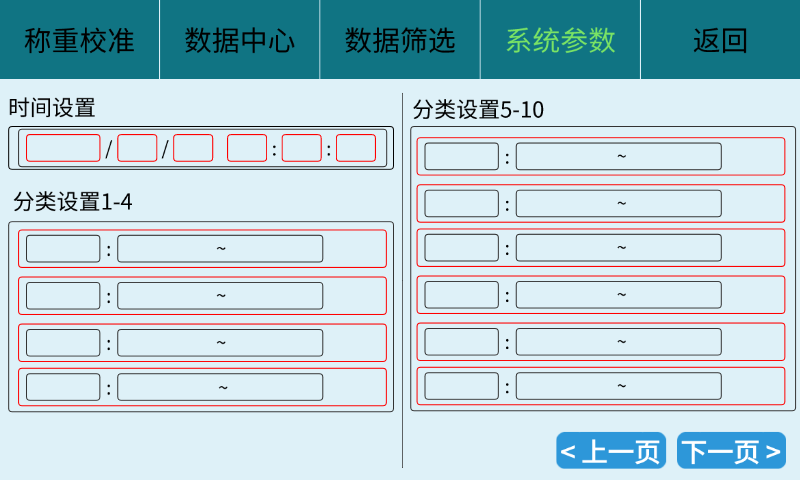 称重校准 数据中心 数据筛选 系统参数 返回
时间设置
/ / : :
分类设置1-4
: ~
: ~
: ~
: ~
分类设置5-10
: ~
: ~
: ~
: ~
: ~
: ~
< 上一页 下一页 >